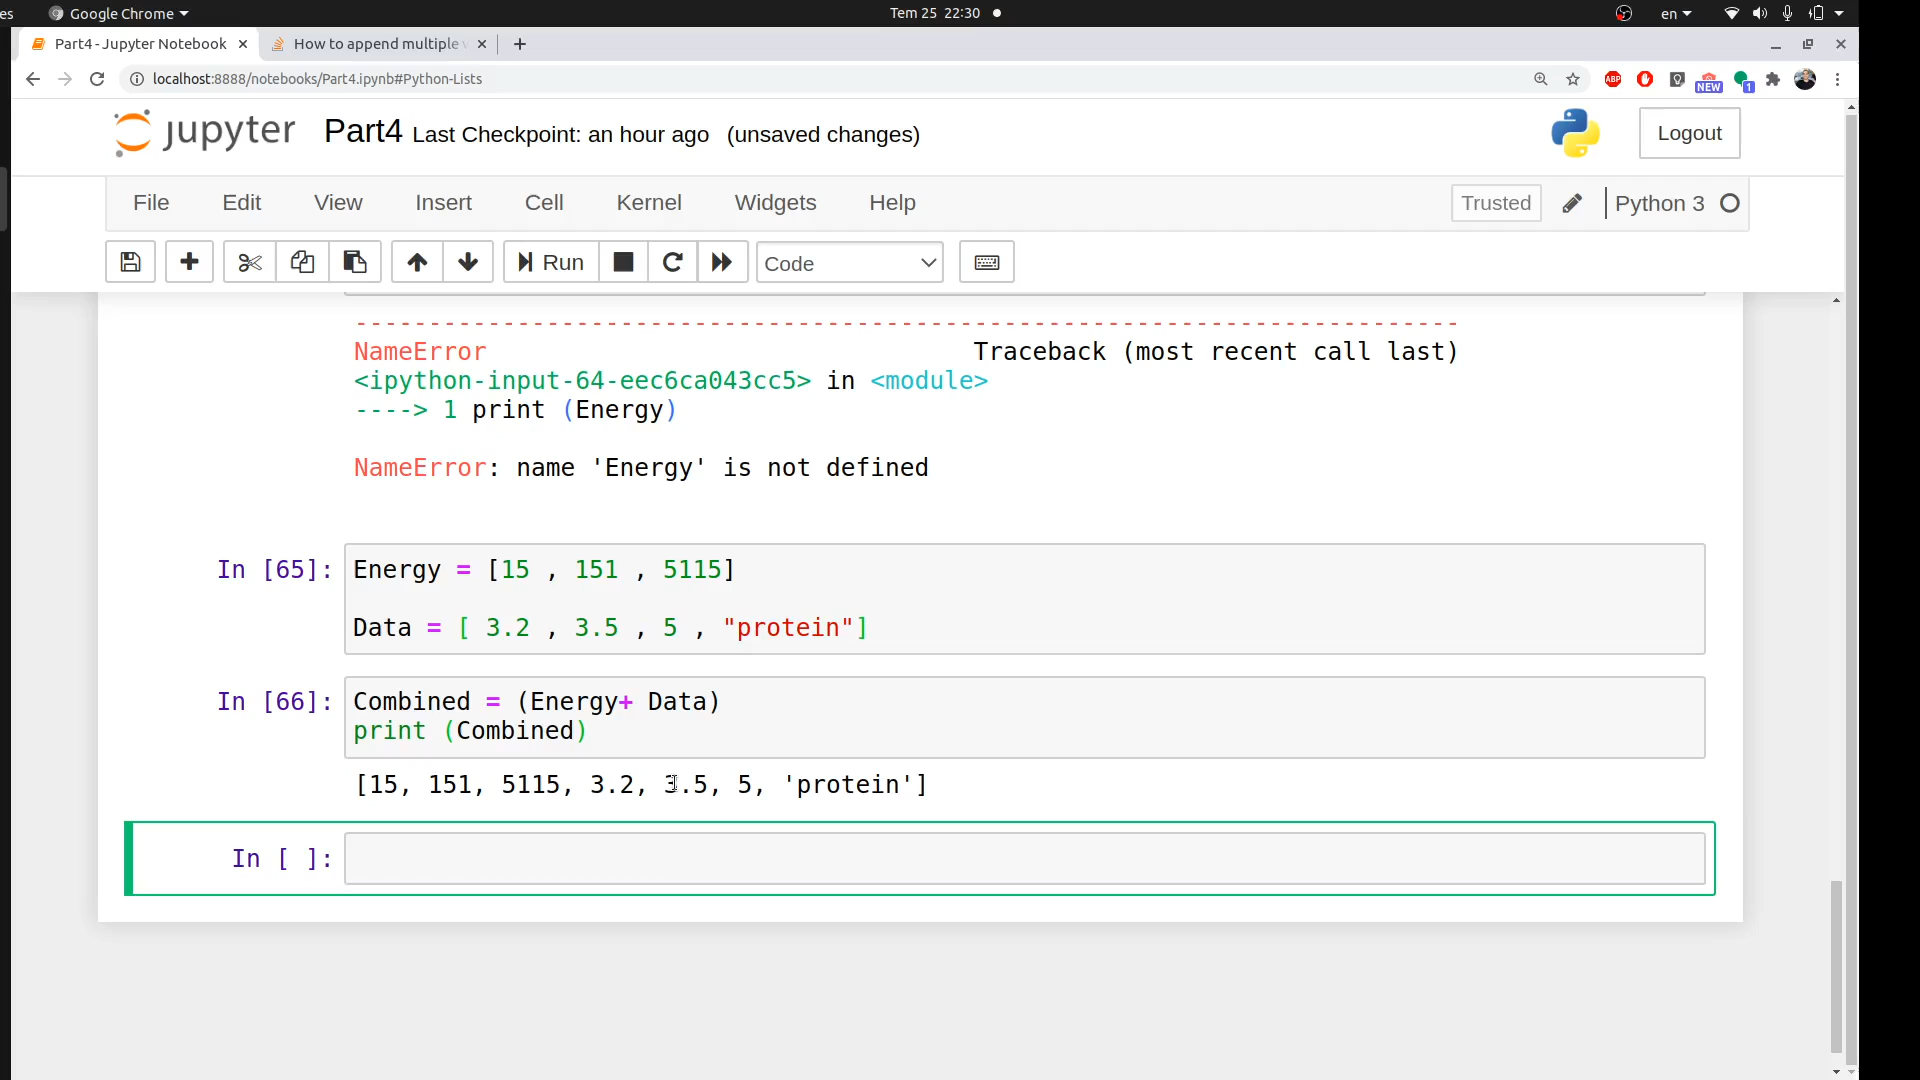 es
Google Chrome
Tem 25 22:30
en
Part4 - Jupyter Notebook
How to append multiple
localhost:8888/notebooks/Part4.ipynb#Python-Lists
ABP
NEW
1
jupyter Part4 Last Checkpoint: an hour ago (unsaved changes)
Logout
File Edit View Insert Cell Kernel Widgets Help
Trusted
Python 3
Run
Code
---------------------------------------------------------------------------
NameError                                 Traceback (most recent call last)
<ipython-input-64-eec6ca043cc5> in <module>
----> 1 print (Energy)
NameError: name 'Energy' is not defined
In [65]: Energy = [15 , 151 , 5115]
Data = [ 3.2 , 3.5 , 5 , "protein"]
In [66]: Combined = (Energy+ Data)
print (Combined)
[15, 151, 5115, 3.2, 3.5, 5, 'protein']
In [ ]: